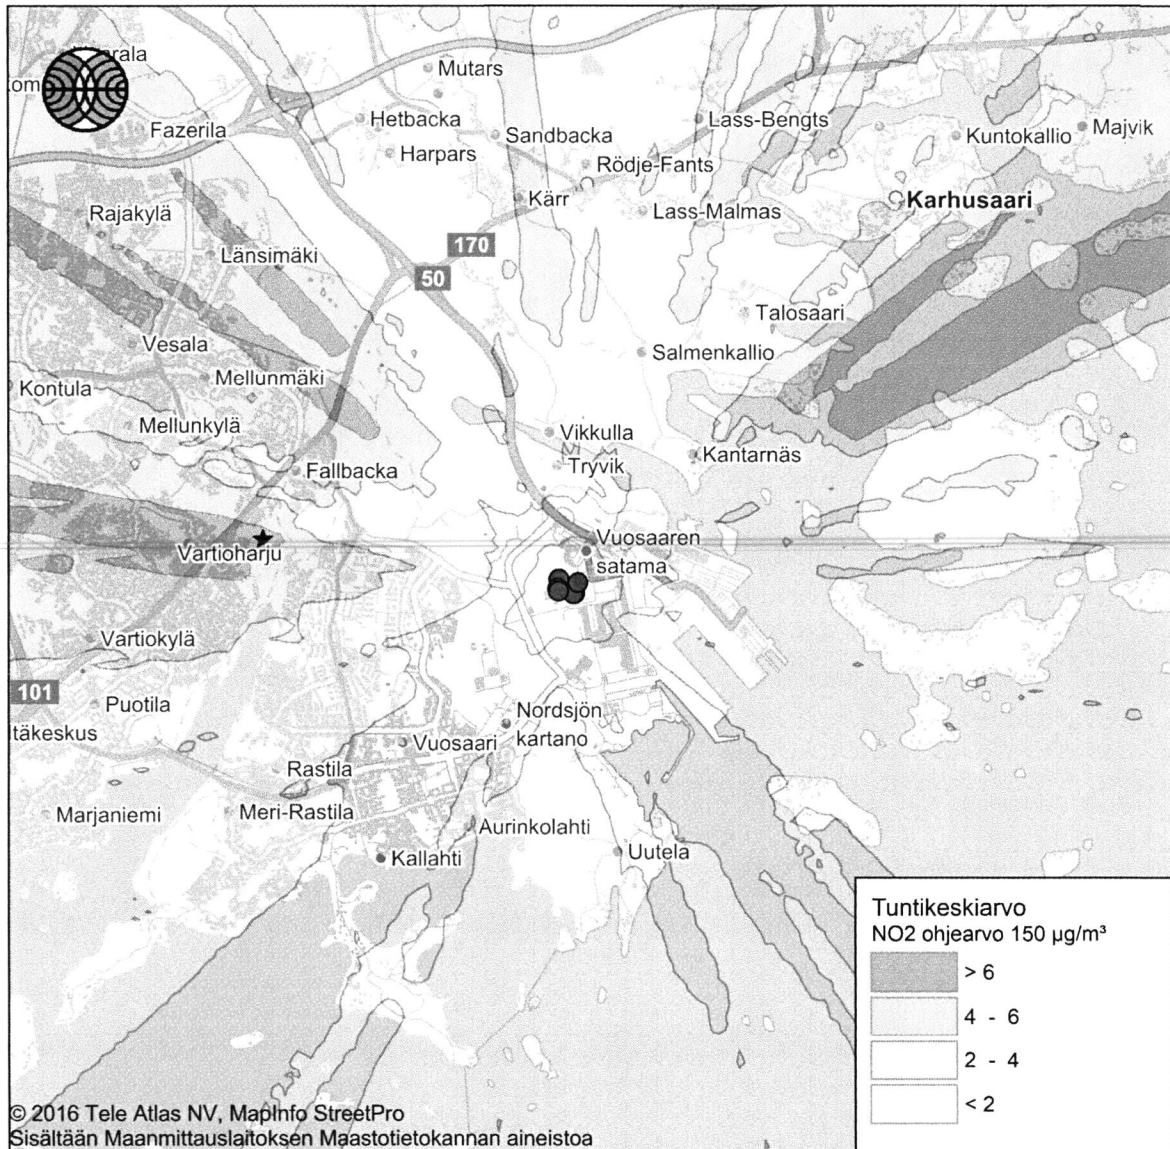 Mutars
Fazerila
Hetbacka
Sandbacka
Lass-Bengts
Kuntokallio
Majvik
Harpars
Rödje-Fants
Kärr
Lass-Malmas
Karhusaari
Rajakylä
Länsimäki
170
50
Talosaari
Vesala
Salmenkallio
Mellunmäki
Kontula
Mellunkylä
Vikkulla
Tryvik
Kantarnäs
Fallbacka
Vartioharju
Vuosaaren
satama
Vartiokylä
101
Puotila
Nordsjön
kartano
täkeskus
Vuosaari
Rastila
Marjaniemi
Meri-Rastila
Aurinkolahti
Kallahti
Uutela
Tuntikeskiarvo
NO2 ohjearvo 150 µg/m³
> 6
4 - 6
2 - 4
< 2
© 2016 Tele Atlas NV, MapInfo StreetPro
Sisältään Maanmittauslaitoksen Maastotietokannan aineistoa